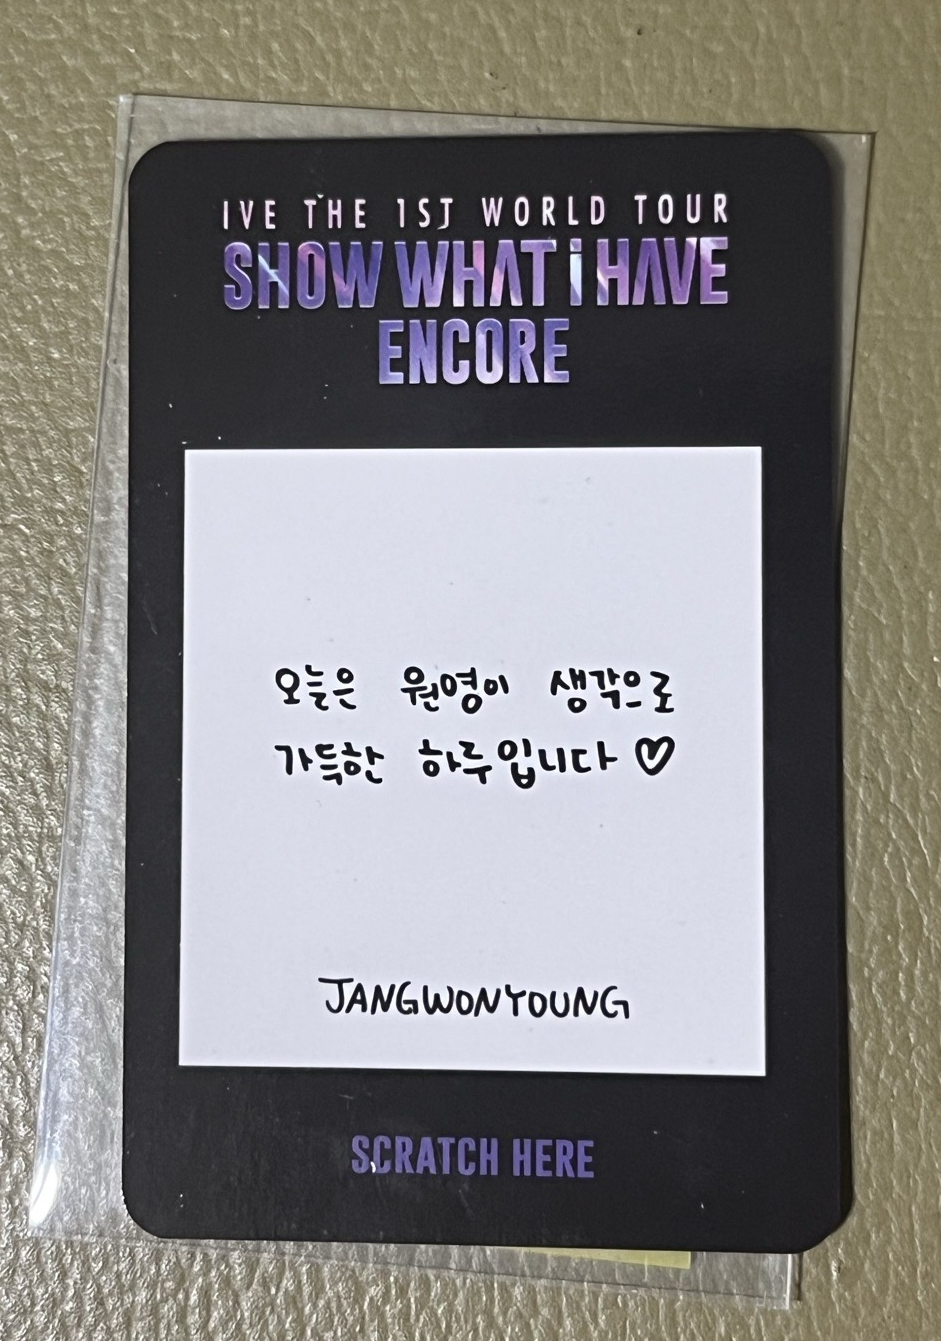 IVE THE 1ST WORLD TOUR
SHOW WHAT i HAVE
ENCORE
오늘은 원영이 생각으로
가득한 하루입니다 ♡
JANGWONYOUNG
SCRATCH HERE